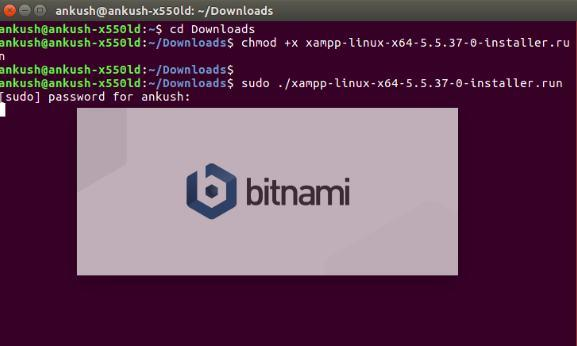 ankush@ankush-x550ld: ~/Downloads
ankush@ankush-x550ld:~$ cd Downloads
ankush@ankush-x550ld:~/Downloads$ chmod +x xampp-linux-x64-5.5.37-0-installer.ru
n
ankush@ankush-x550ld:~/Downloads$
ankush@ankush-x550ld:~/Downloads$ sudo ./xampp-linux-x64-5.5.37-0-installer.run
[sudo] password for ankush:
bitnami